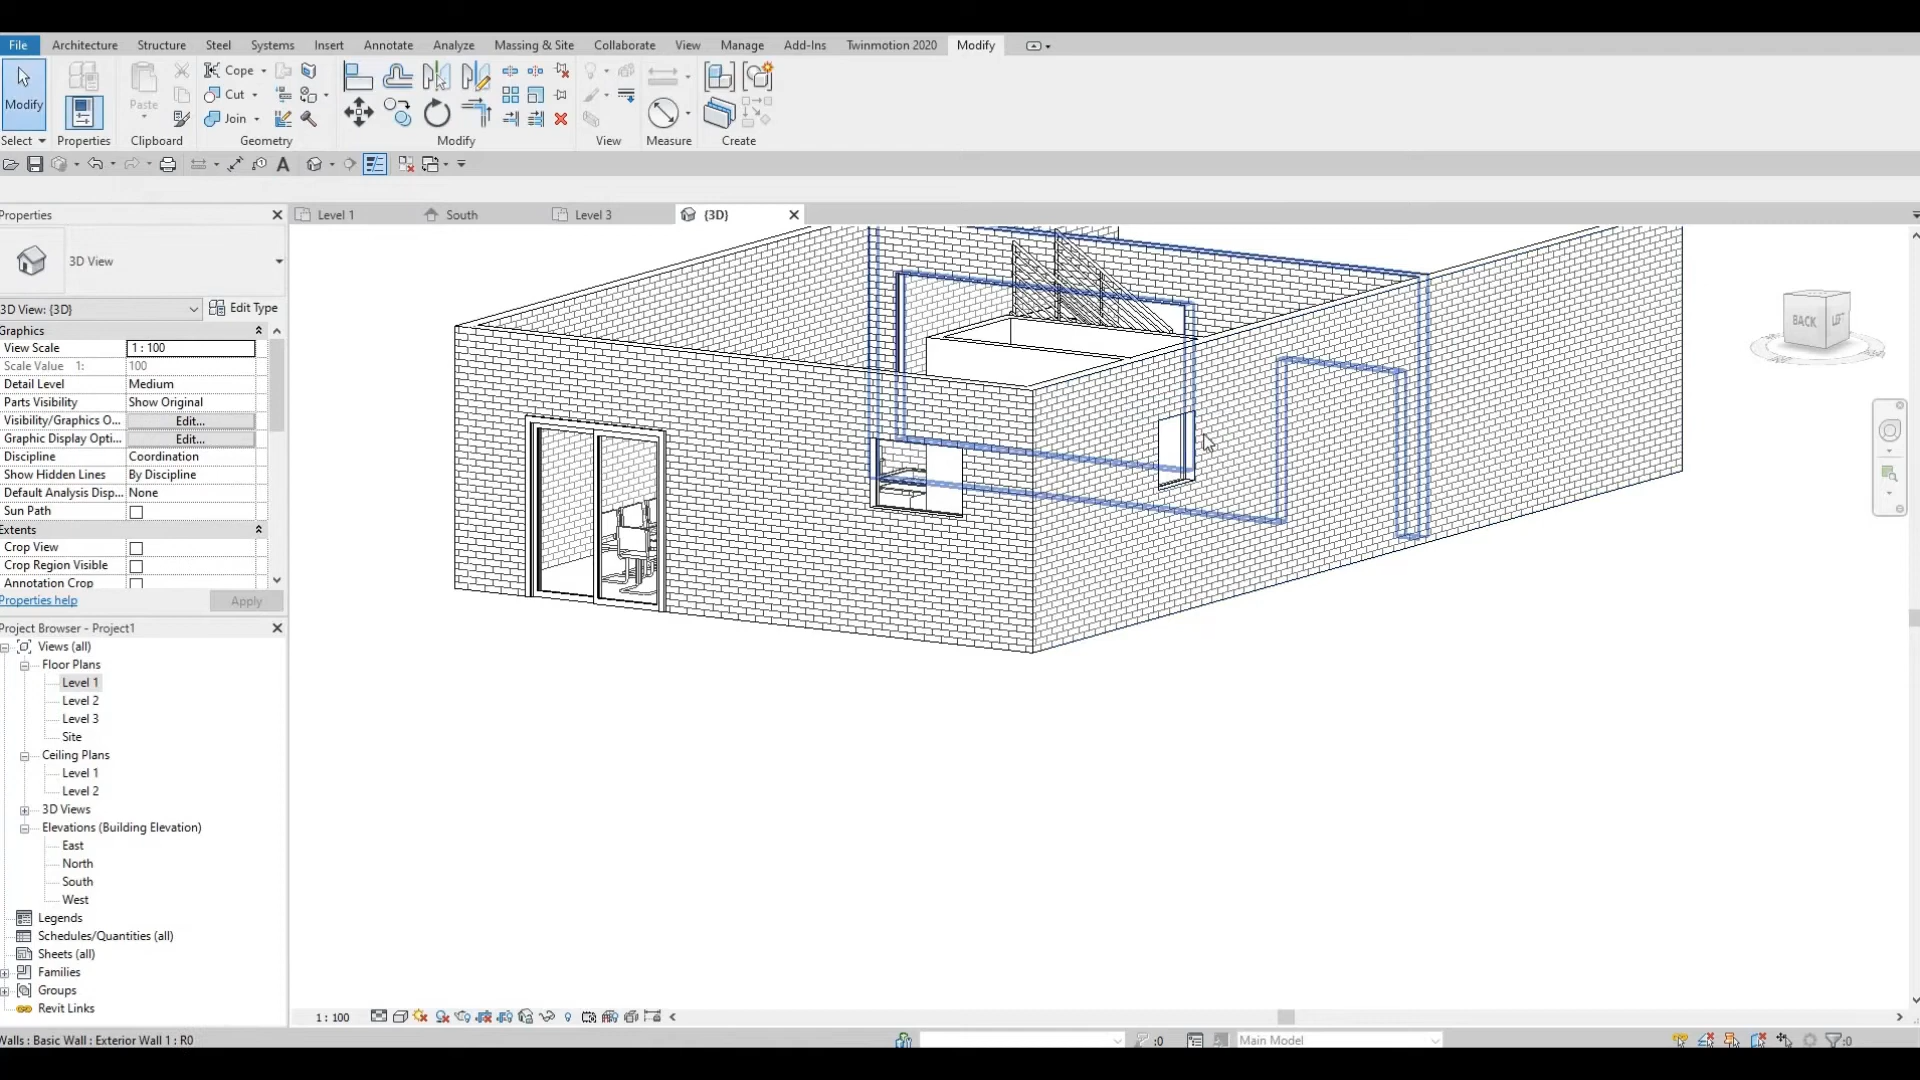 File Architecture Structure Steel Systems Insert Annotate Analyze Massing & Site Collaborate View Manage Add-Ins Twinmotion 2020 Modify
Modify Paste Cope Cut Join
Select Properties Clipboard Geometry Modify View Measure Create
Properties
Level 1 South Level 3 {3D}
3D View
3D View: {3D} Edit Type
Graphics
View Scale 1 : 100
Scale Value 1: 100
Detail Level Medium
Parts Visibility Show Original
Visibility/Graphics O... Edit...
Graphic Display Opti... Edit...
Discipline Coordination
Show Hidden Lines By Discipline
Default Analysis Disp... None
Sun Path
Extents
Crop View
Crop Region Visible
Annotation Crop
Properties help Apply
Project Browser - Project1
Views (all)
Floor Plans
Level 1
Level 2
Level 3
Site
Ceiling Plans
Level 1
Level 2
3D Views
Elevations (Building Elevation)
East
North
South
West
Legends
Schedules/Quantities (all)
Sheets (all)
Families
Groups
Revit Links
BACK LEFT
1 : 100
Walls : Basic Wall : Exterior Wall 1 : R0 :0 Main Model :0